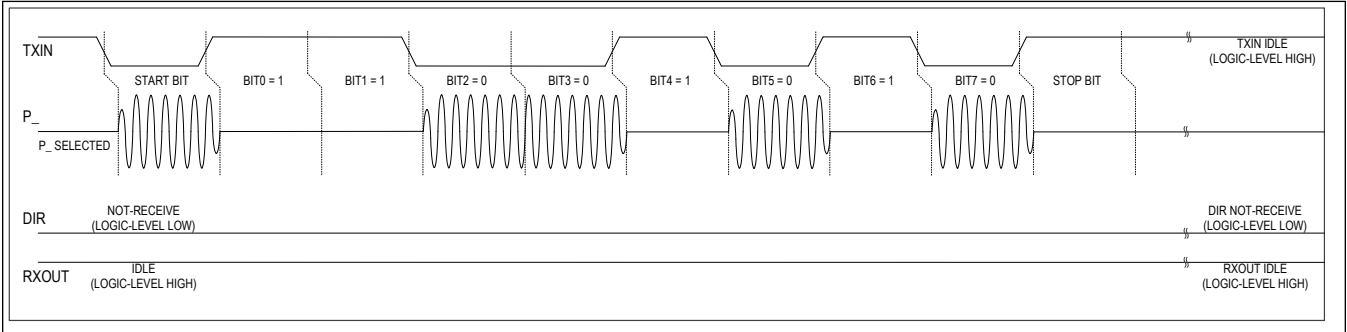 TXIN
TXIN IDLE
(LOGIC-LEVEL HIGH)
START BIT
BIT0 = 1
BIT1 = 1
BIT2 = 0
BIT3 = 0
BIT4 = 1
BIT5 = 0
BIT6 = 1
BIT7 = 0
STOP BIT
P_
P_ SELECTED
DIR
NOT-RECEIVE
(LOGIC-LEVEL LOW)
DIR NOT-RECEIVE
(LOGIC-LEVEL LOW)
RXOUT
IDLE
(LOGIC-LEVEL HIGH)
RXOUT IDLE
(LOGIC-LEVEL HIGH)